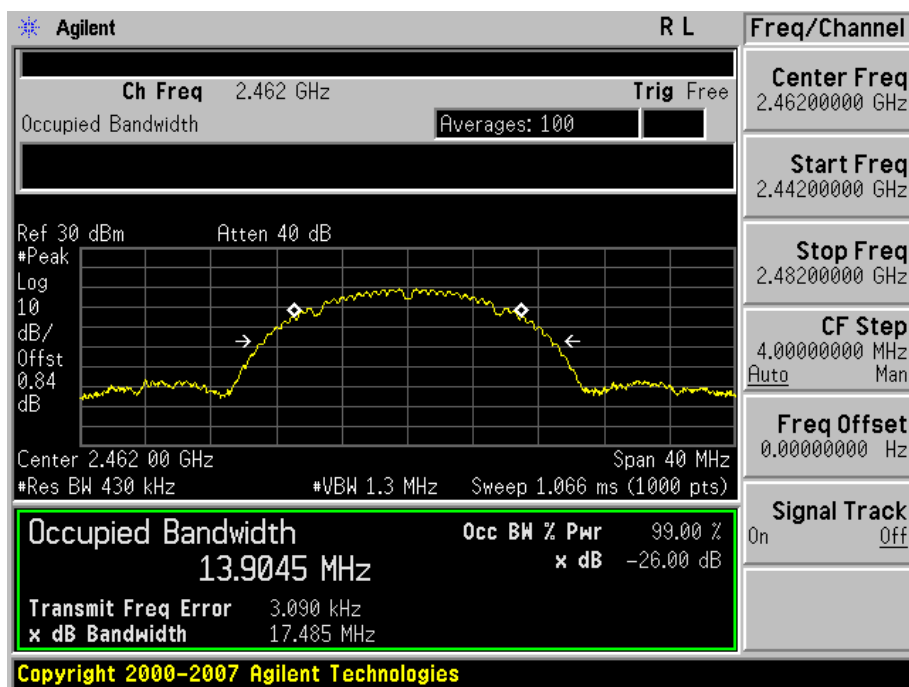 Agilent R L Freq/Channel
Ch Freq 2.462 GHz Trig Free
Occupied Bandwidth Averages: 100
Center Freq
2.46200000 GHz
Start Freq
2.44200000 GHz
Stop Freq
2.48200000 GHz
CF Step
4.00000000 MHz
Auto Man
Freq Offset
0.00000000 Hz
Signal Track
On Off
Ref 30 dBm Atten 40 dB
#Peak
Log
10
dB/
Offst
0.84
dB
Center 2.462 00 GHz Span 40 MHz
#Res BW 430 kHz #VBW 1.3 MHz Sweep 1.066 ms (1000 pts)
Occupied Bandwidth Occ BW % Pwr 99.00 %
13.9045 MHz x dB -26.00 dB
Transmit Freq Error 3.090 kHz
x dB Bandwidth 17.485 MHz
Copyright 2000-2007 Agilent Technologies